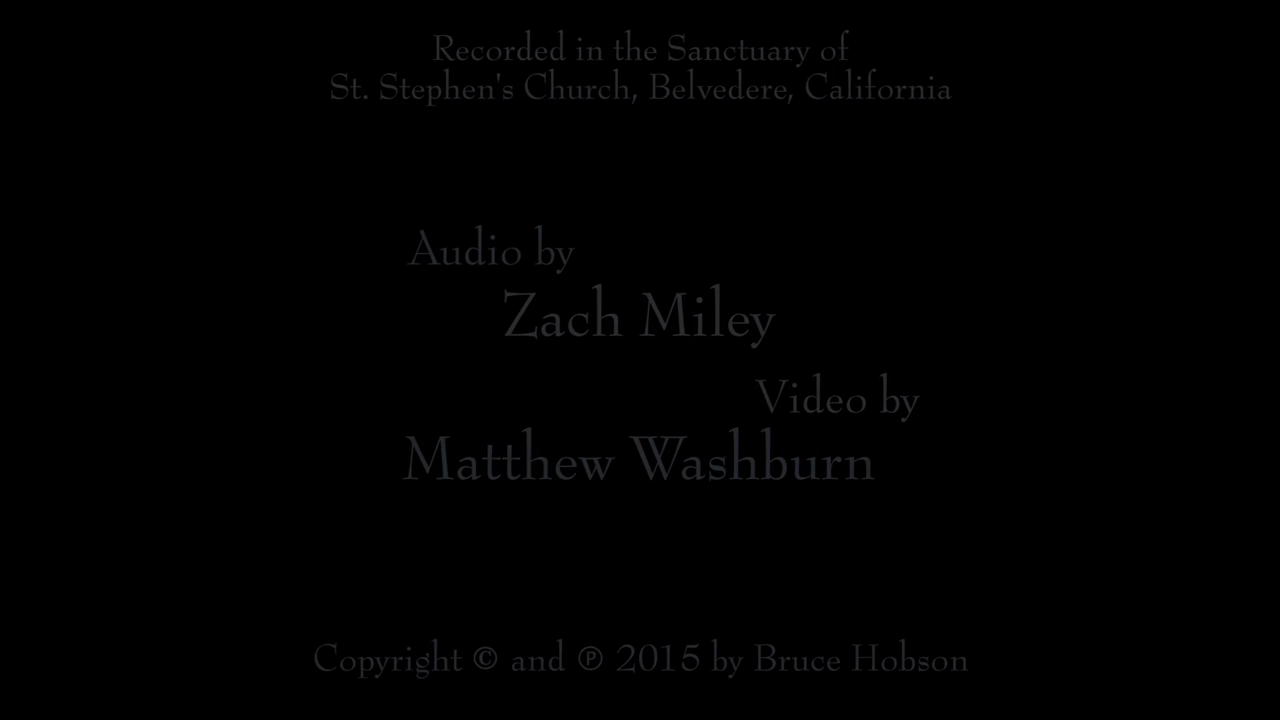 Recorded in the Sanctuary of
St. Stephen's Church, Belvedere, California
Audio by
Zach Miley
Video by
Matthew Washburn
Copyright © and ℗ 2015 by Bruce Hobson